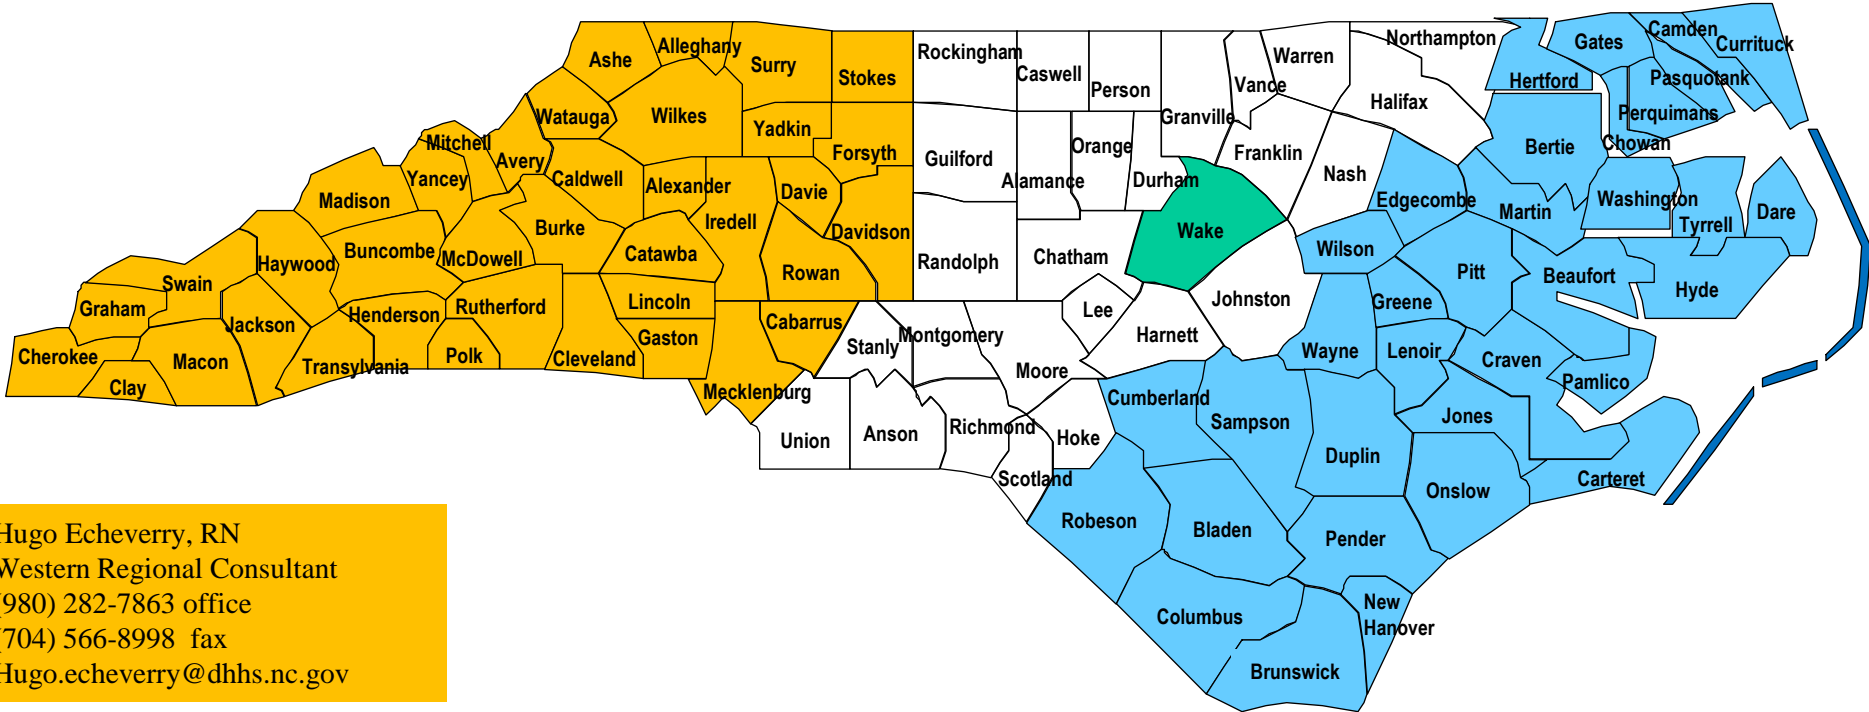 Ashe
Alleghany
Surry
Stokes
Rockingham
Caswell
Person
Granville
Vance
Warren
Northampton
Halifax
Hertford
Gates
Camden
Currituck
Pasquotank
Perquimans
Chowan
Bertie
Watauga
Wilkes
Yadkin
Forsyth
Guilford
Alamance
Orange
Durham
Franklin
Nash
Edgecombe
Martin
Washington
Tyrrell
Dare
Mitchell
Avery
Yancey
Madison
Caldwell
Alexander
Iredell
Davie
Davidson
Randolph
Chatham
Wake
Wilson
Pitt
Beaufort
Hyde
Buncombe
McDowell
Burke
Catawba
Rowan
Haywood
Swain
Graham
Cherokee
Clay
Macon
Jackson
Transylvania
Henderson
Polk
Rutherford
Cleveland
Lincoln
Gaston
Mecklenburg
Cabarrus
Stanly
Montgomery
Moore
Lee
Harnett
Johnston
Wayne
Greene
Lenoir
Craven
Pamlico
Jones
Union
Anson
Richmond
Scotland
Hoke
Cumberland
Sampson
Duplin
Onslow
Carteret
Robeson
Bladen
Pender
Columbus
Brunswick
New
Hanover
Hugo Echeverry, RN
Western Regional Consultant
(980) 282-7863 office
(704) 566-8998 fax
Hugo.echeverry@dhhs.nc.gov